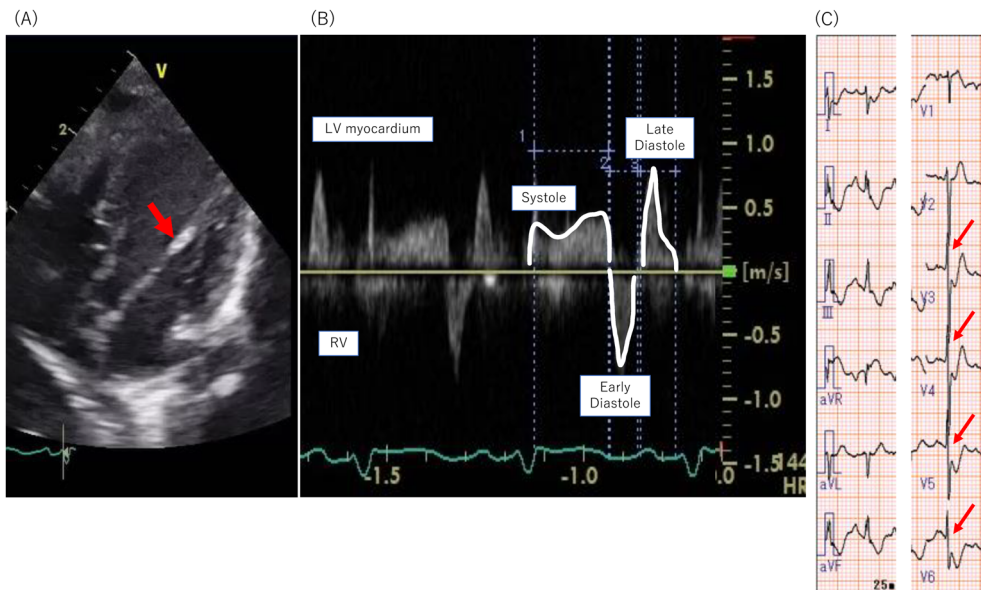 (A)
V
2
(B)
LV myocardium
Systole
Late
Diastole
RV
Early
Diastole
1
2
3
1.5
1.0
0.5
[m/s]
-0.5
-1.0
-1.5
144
HR
-1.5
-1.0
.0
(C)
I
II
III
aVR
aVL
aVF
V1
V2
V3
V4
V5
V6
25